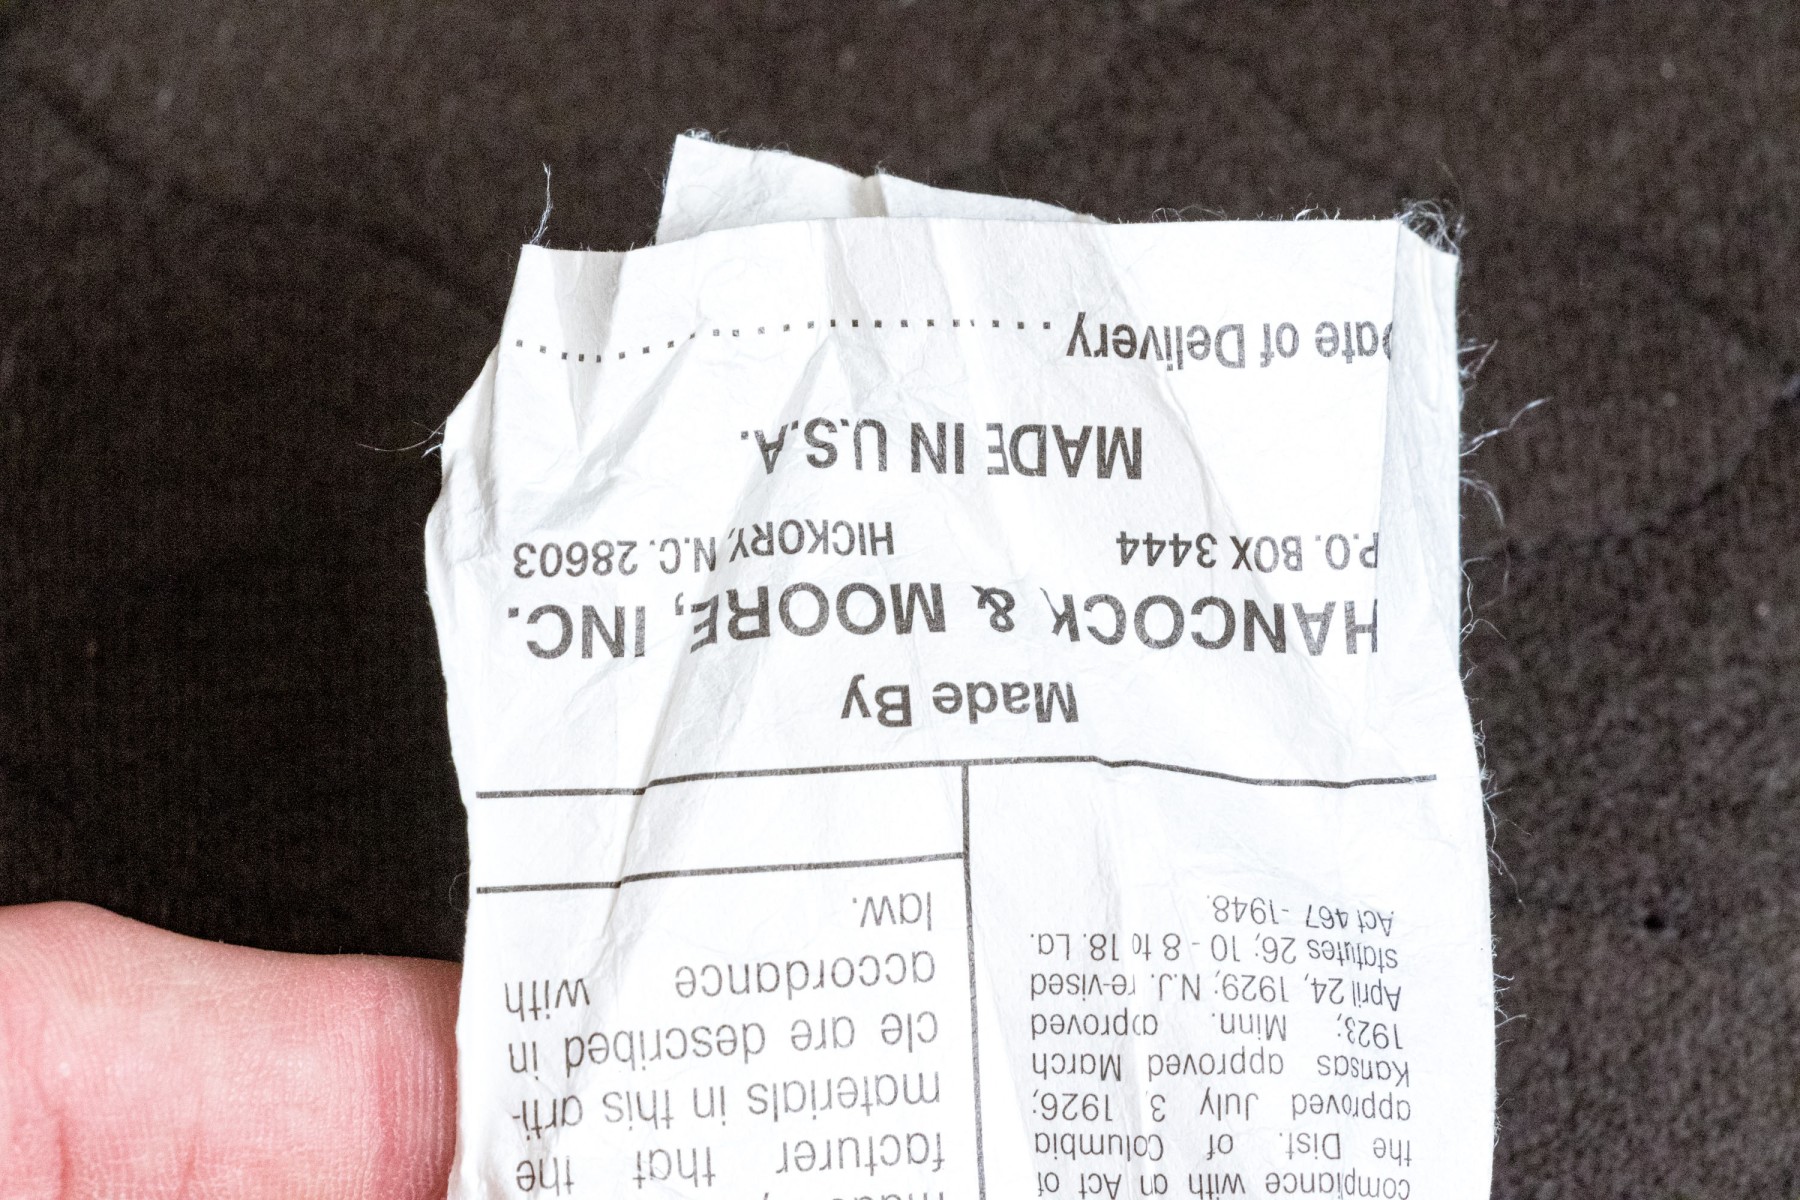 compliance with an Act of
the Dist. of Columbia
approved July 3 1926;
Kansas approved March
1923; Minn. approved
April 24, 1929; N.J. revised
statutes 26; 10 - 8 to 18. La.
Act 467 - 1948.
facturer that the
materials in this arti-
cle are described in
accordance with
law.
Made By
HANCOCK & MOORE, INC.
P.O. BOX 3444 HICKORY, N.C. 28603
MADE IN U.S.A.
Date of Delivery ....................